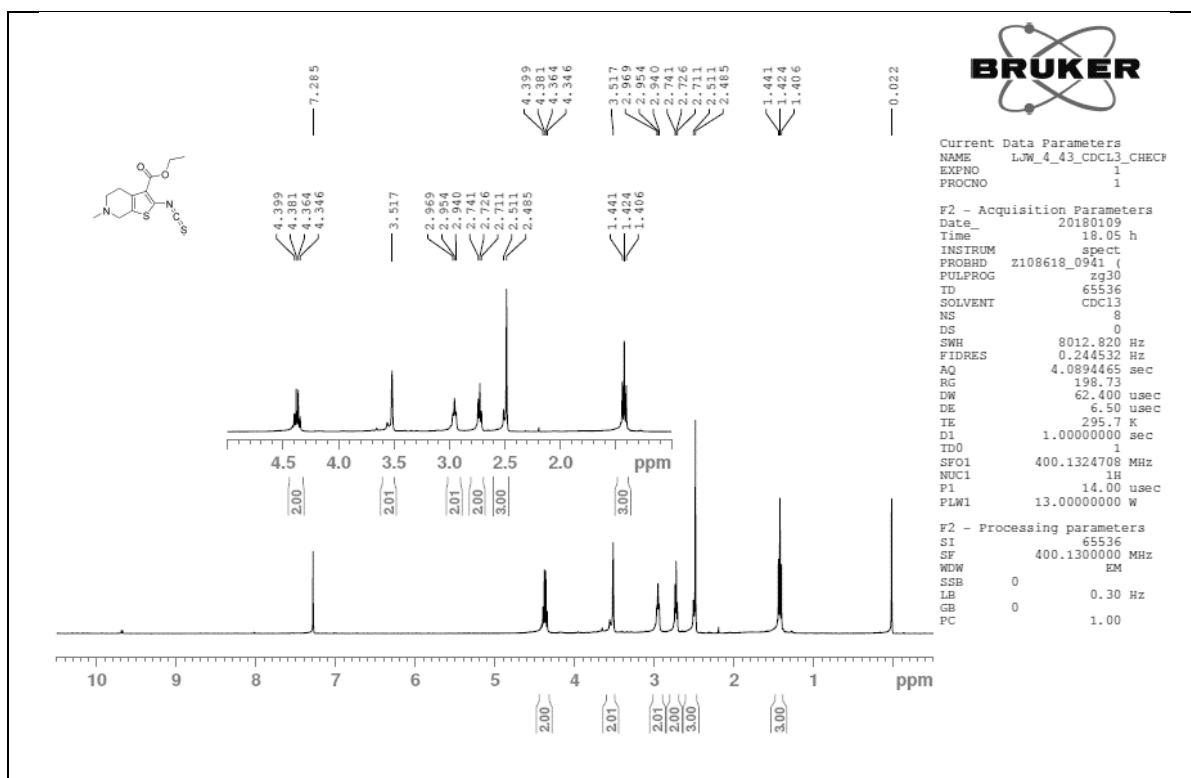 7.285
4.399
4.381
4.364
4.346
3.517
2.969
2.954
2.940
2.741
2.726
2.711
2.511
2.485
1.441
1.424
1.406
0.022
BRUKER
O
O
N
S
N
C
S
4.399
4.381
4.364
4.346
3.517
2.969
2.954
2.940
2.741
2.726
2.711
2.511
2.485
1.441
1.424
1.406
4.5 4.0 3.5 3.0 2.5 2.0 ppm
2.00 2.01 2.01 2.00 3.00 3.00
10 9 8 7 6 5 4 3 2 1 ppm
2.00 2.01 2.01 2.00 3.00 3.00
Current Data Parameters
NAME LJW_4_43_CDCL3_CHECK
EXPNO 1
PROCNO 1
F2 - Acquisition Parameters
Date_ 20180109
Time 18.05 h
INSTRUM spect
PROBHD Z108618_0941 (
PULPROG zg30
TD 65536
SOLVENT CDCl3
NS 8
DS 0
SWH 8012.820 Hz
FIDRES 0.244532 Hz
AQ 4.0894465 sec
RG 198.73
DW 62.400 usec
DE 6.50 usec
TE 295.7 K
D1 1.00000000 sec
TD0 1
SFO1 400.1324708 MHz
NUC1 1H
P1 14.00 usec
PLW1 13.00000000 W
F2 - Processing parameters
SI 65536
SF 400.1300000 MHz
WDW EM
SSB 0
LB 0.30 Hz
GB 0
PC 1.00